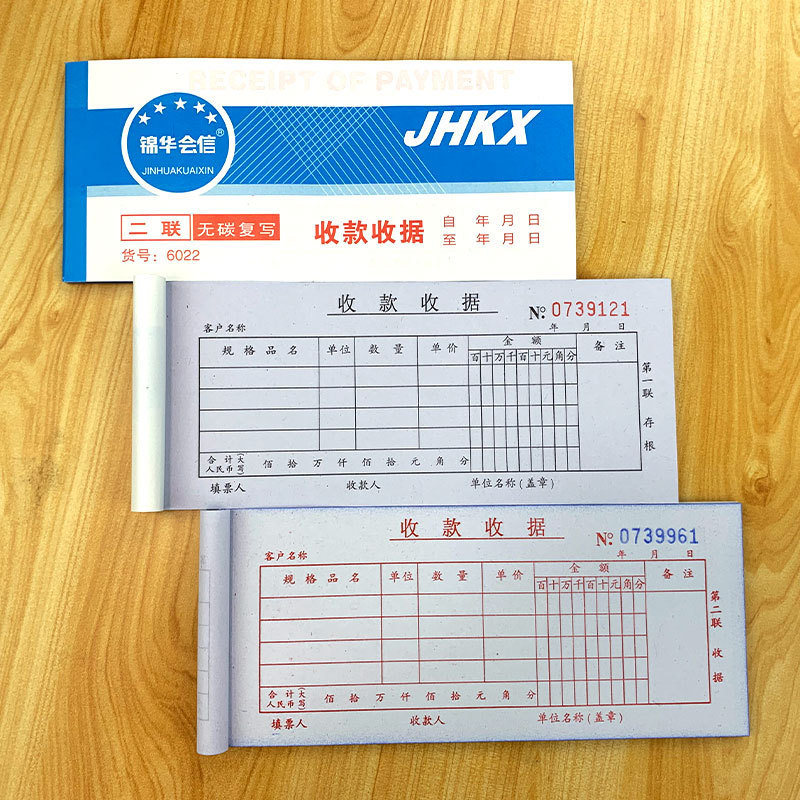 RECEIPT OF PAYMENT
锦华会信®
JINHUAKUAIXIN
JHKX
二联 无碳复写
货号：6022
收款收据
自 年 月 日
至 年 月 日
收款收据
№: 0739121
客户名称 年 月 日
规格品名 单位 数量 单价 金额 备注
百十万千百十元角分
第一联 存根
合计(大写)人民币 佰 拾 万 仟 佰 拾 元 角 分
填票人 收款人 单位名称(盖章)
收款收据
№: 0739961
客户名称 年 月 日
规格品名 单位 数量 单价 金额 备注
百十万千百十元角分
第二联 收据
合计(大写)人民币 佰 拾 万 仟 佰 拾 元 角 分
填票人 收款人 单位名称(盖章)